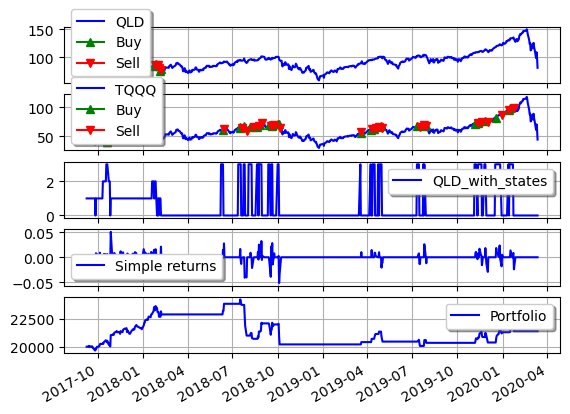 QLD
Buy
Sell
150
100
TQQQ
Buy
Sell
100
50
QLD_with_states
2
0
0.05
0.00
−0.05
Simple returns
Portfolio
22500
20000
2017-10
2018-01
2018-04
2018-07
2018-10
2019-01
2019-04
2019-07
2019-10
2020-01
2020-04